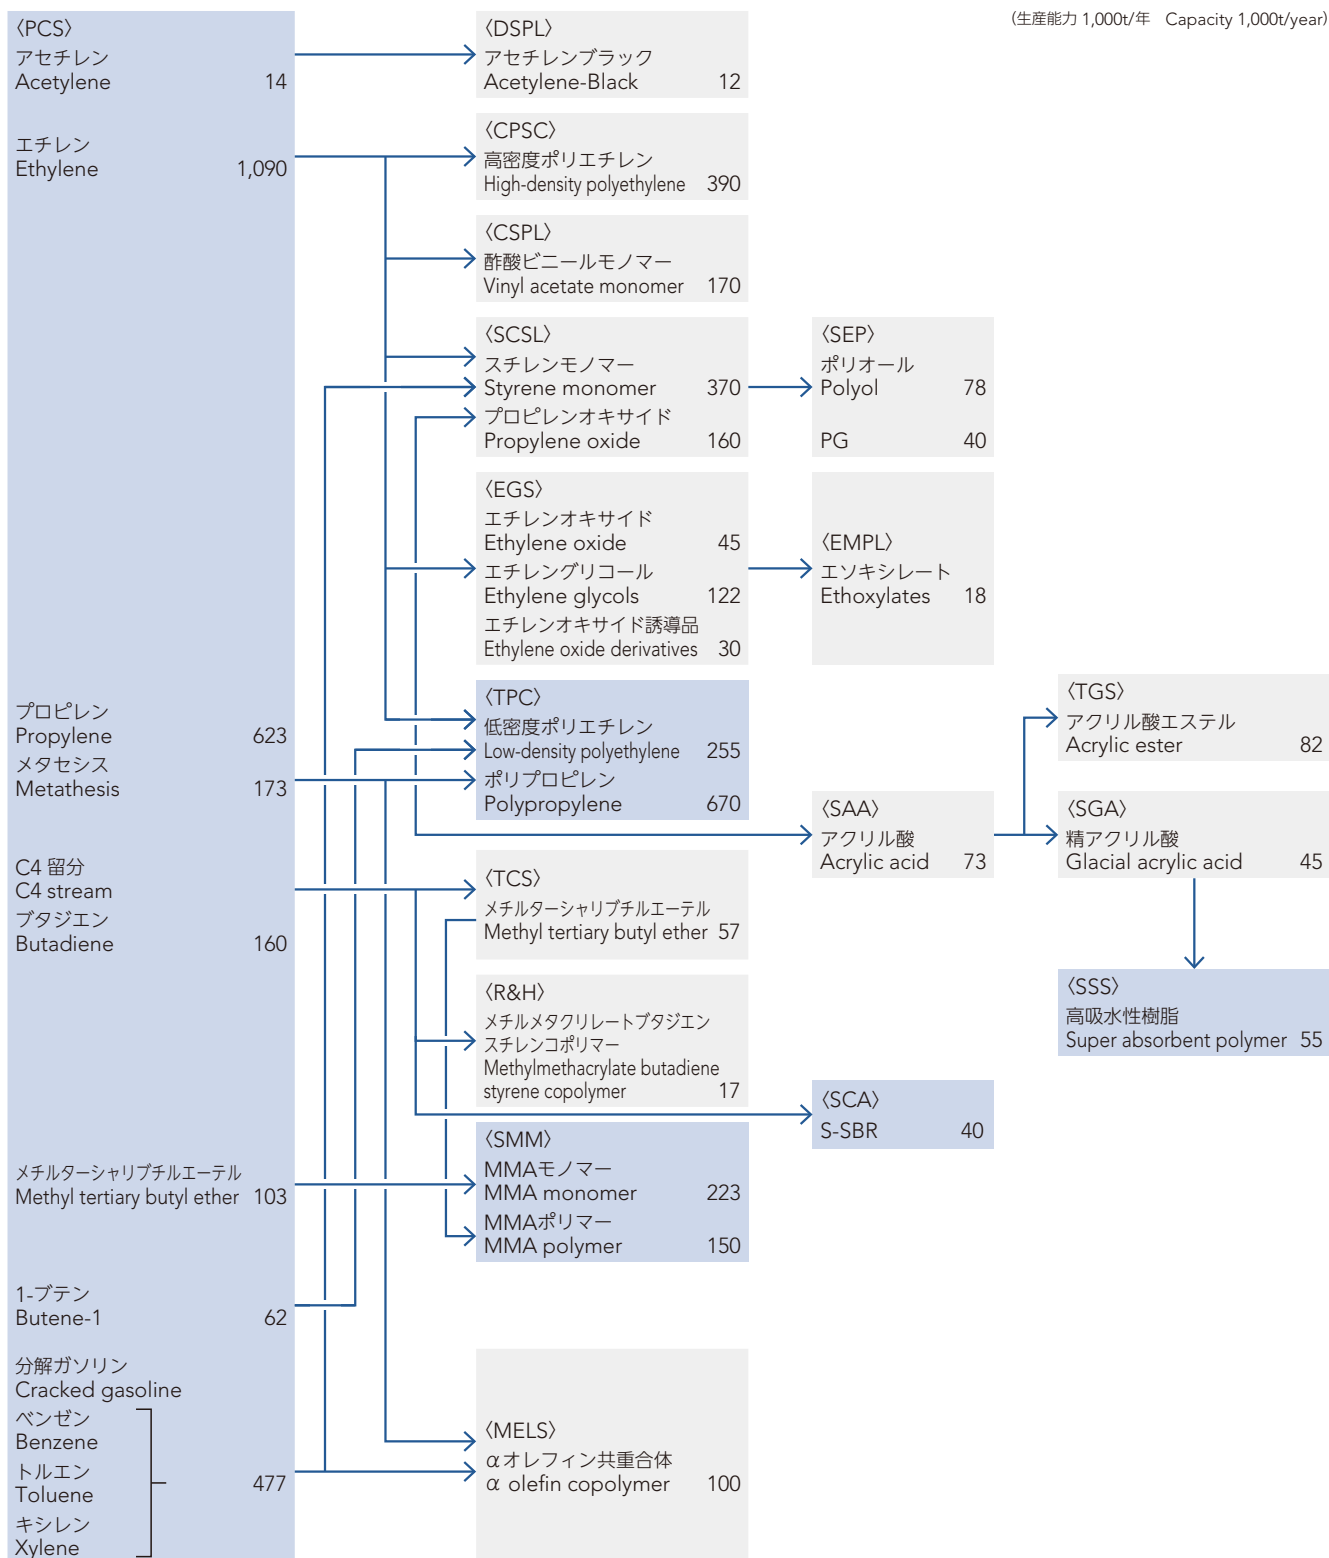 (生産能力 1,000t/年 Capacity 1,000t/year)
〈PCS〉
アセチレン
Acetylene 14
エチレン
Ethylene 1,090
プロピレン
Propylene 623
メタセシス
Metathesis 173
C4 留分
C4 stream
ブタジエン
Butadiene 160
メチルターシャリブチルエーテル
Methyl tertiary butyl ether 103
1-ブテン
Butene-1 62
分解ガソリン
Cracked gasoline
ベンゼン
Benzene
トルエン
Toluene 477
キシレン
Xylene
〈DSPL〉
アセチレンブラック
Acetylene-Black 12
〈CPSC〉
高密度ポリエチレン
High-density polyethylene 390
〈CSPL〉
酢酸ビニールモノマー
Vinyl acetate monomer 170
〈SCSL〉
スチレンモノマー
Styrene monomer 370
プロピレンオキサイド
Propylene oxide 160
〈EGS〉
エチレンオキサイド
Ethylene oxide 45
エチレングリコール
Ethylene glycols 122
エチレンオキサイド誘導品
Ethylene oxide derivatives 30
〈TPC〉
低密度ポリエチレン
Low-density polyethylene 255
ポリプロピレン
Polypropylene 670
〈TCS〉
メチルターシャリブチルエーテル
Methyl tertiary butyl ether 57
〈R&H〉
メチルメタクリレートブタジエン
スチレンコポリマー
Methylmethacrylate butadiene
styrene copolymer 17
〈SMM〉
MMAモノマー
MMA monomer 223
MMAポリマー
MMA polymer 150
〈MELS〉
αオレフィン共重合体
α olefin copolymer 100
〈SEP〉
ポリオール
Polyol 78
PG 40
〈EMPL〉
エソキシレート
Ethoxylates 18
〈SAA〉
アクリル酸
Acrylic acid 73
〈SCA〉
S-SBR 40
〈TGS〉
アクリル酸エステル
Acrylic ester 82
〈SGA〉
精アクリル酸
Glacial acrylic acid 45
〈SSS〉
高吸水性樹脂
Super absorbent polymer 55